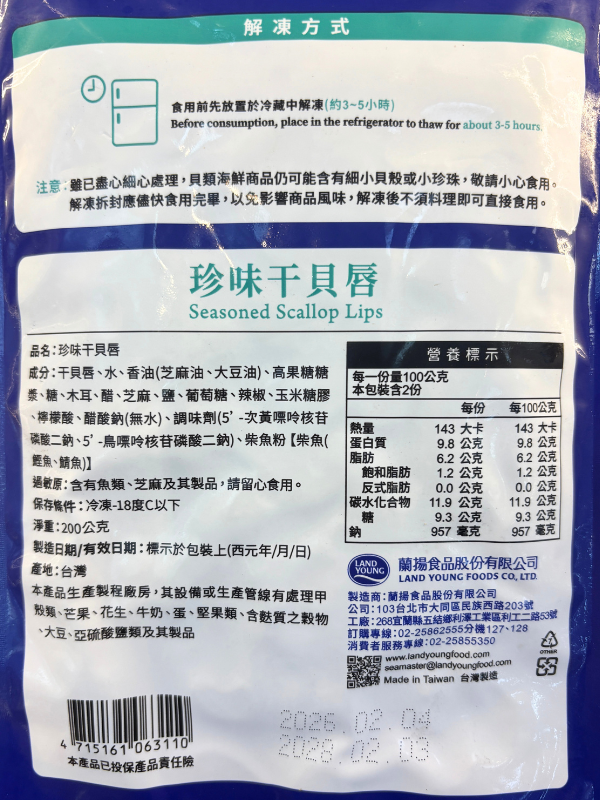 解凍方式
食用前先放置於冷藏中解凍(約3~5小時)
Before consumption, place in the refrigerator to thaw for about 3-5 hours.
注意:雖已盡心細心處理,貝類海鮮商品仍可能含有細小貝殼或小珍珠,敬請小心食用。
解凍拆封應儘快食用完畢,以免影響商品風味,解凍後不須料理即可直接食用。
珍味干貝唇
Seasoned Scallop Lips
品名:珍味干貝唇
成分:干貝唇、水、香油(芝麻油、大豆油)、高果糖糖
漿、糖、木耳、醋、芝麻、鹽、葡萄糖、辣椒、玉米糖膠
、檸檬酸、醋酸鈉(無水)、調味劑(5'-次黃嘌呤核苷
磷酸二鈉、5'-鳥嘌呤核苷磷酸二鈉)、柴魚粉【柴魚(
鰹魚、鯖魚)】
過敏原:含有魚類、芝麻及其製品,請留心食用。
保存條件:冷凍-18度C以下
淨重:200公克
製造日期/有效日期:標示於包裝上(西元年/月/日)
產地:台灣
本產品生產製程廠房,其設備或生產管線有處理甲
殼類、芒果、花生、牛奶、蛋、堅果類、含麩質之穀物
、大豆、亞硫酸鹽類及其製品
營養標示
每一份量100公克
本包裝含2份
每份 每100公克
熱量 143 大卡 143 大卡
蛋白質 9.8 公克 9.8 公克
脂肪 6.2 公克 6.2 公克
飽和脂肪 1.2 公克 1.2 公克
反式脂肪 0.0 公克 0.0 公克
碳水化合物 11.9 公克 11.9 公克
糖 9.3 公克 9.3 公克
鈉 957 毫克 957 毫克
LAND
YOUNG
蘭揚食品股份有限公司
LAND YOUNG FOODS CO., LTD.
製造商:蘭揚食品股份有限公司
公司:103台北市大同區民族西路203號
工廠:268宜蘭縣五結鄉利澤工業區利工二路53號
訂購專線:02-25862555分機127、128
消費者服務專線:02-25855350
www.landyoungfood.com
seamaster@landyoungfood.com
Made in Taiwan 台灣製造
7
OTHER
4 715161 063110
本產品已投保產品責任險
2026.02.04
2028.02.03